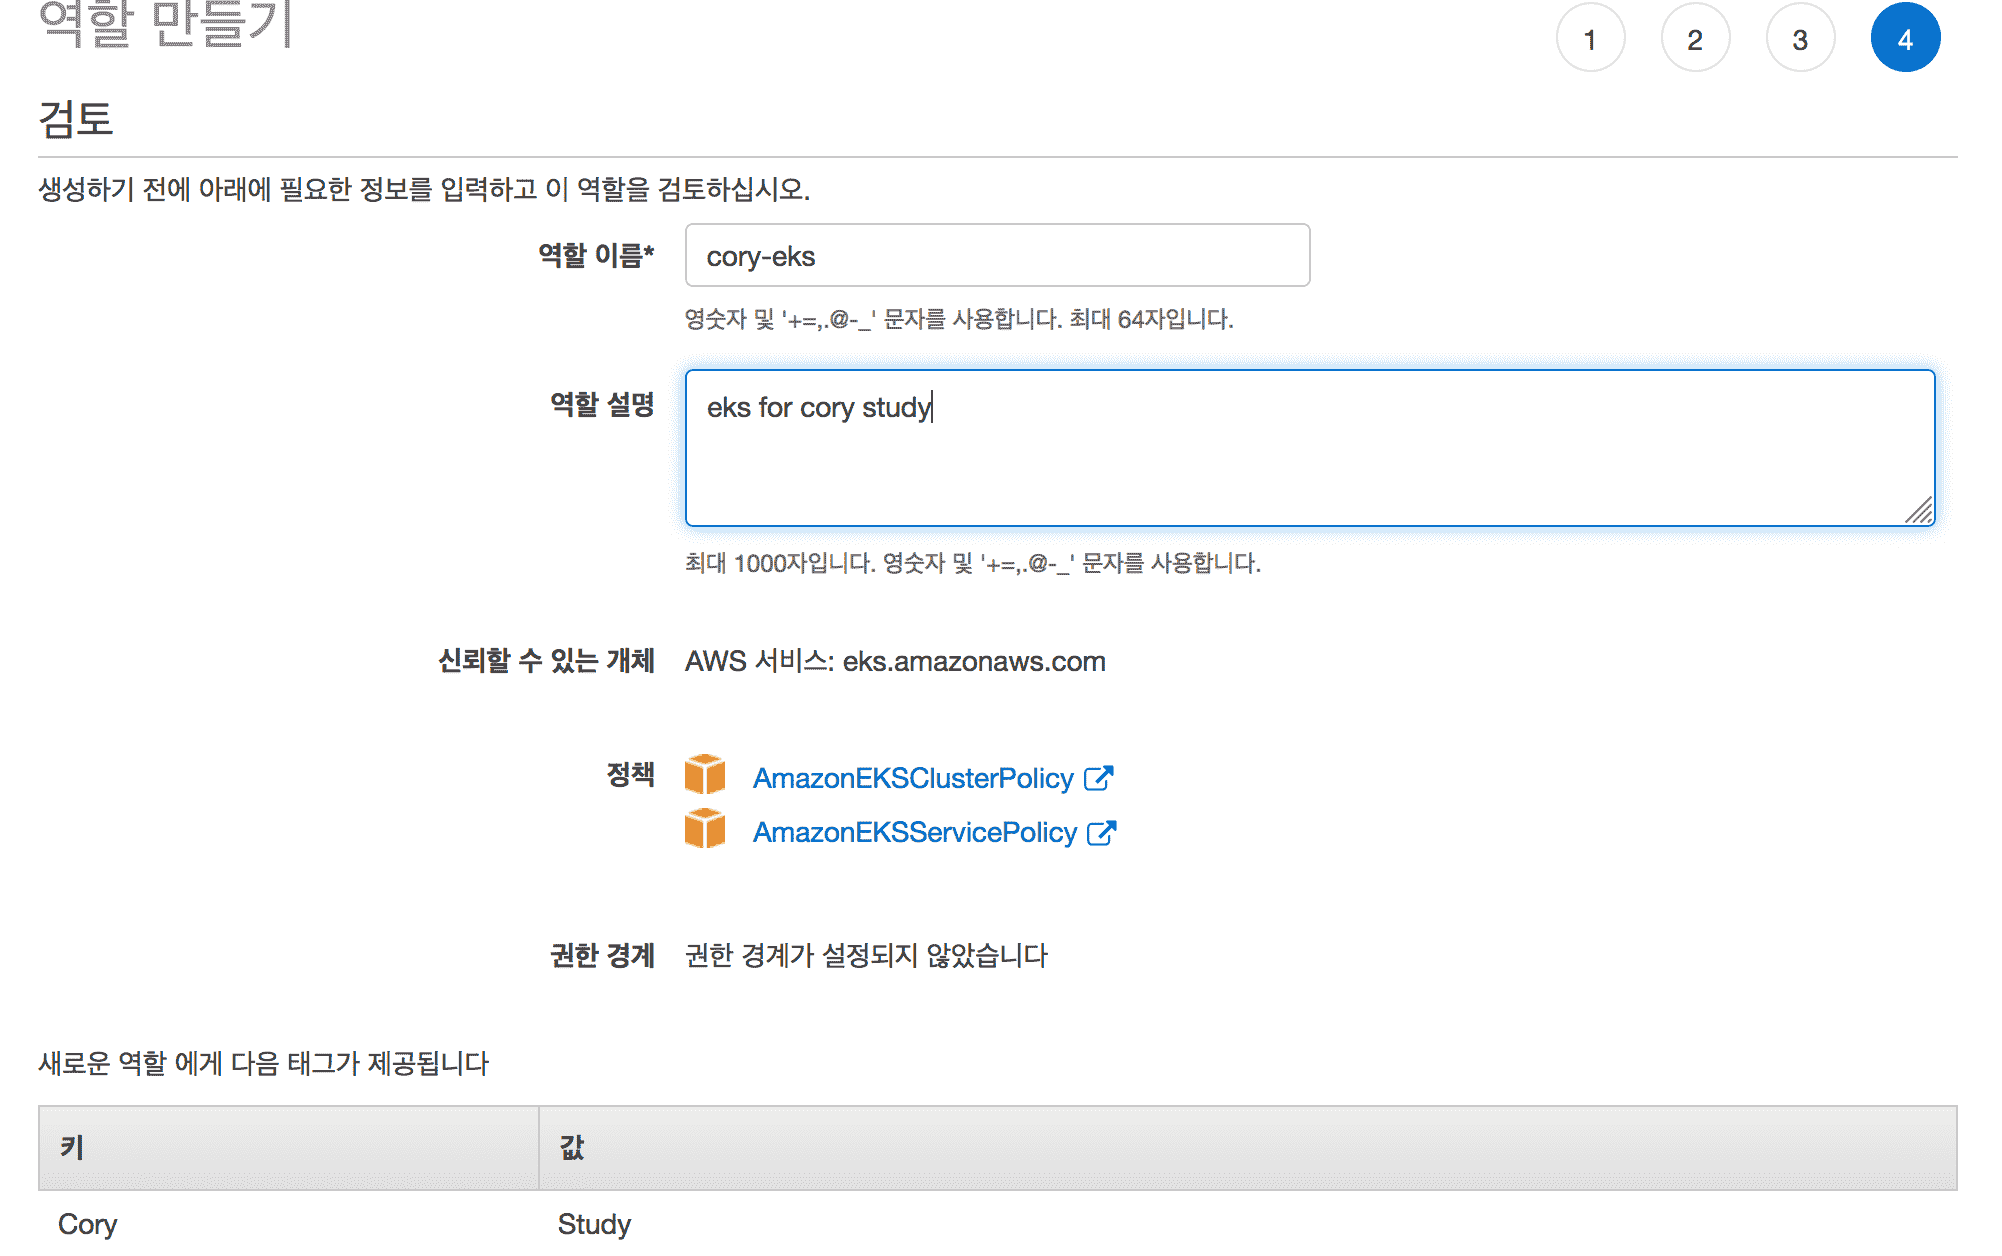 역할 만들기
1 2 3 4
검토
생성하기 전에 아래에 필요한 정보를 입력하고 이 역할을 검토하십시오.
역할 이름* cory-eks
영숫자 및 '+=,.@-_' 문자를 사용합니다. 최대 64자입니다.
역할 설명 eks for cory study
최대 1000자입니다. 영숫자 및 '+=,.@-_' 문자를 사용합니다.
신뢰할 수 있는 개체 AWS 서비스: eks.amazonaws.com
정책 AmazonEKSClusterPolicy
AmazonEKSServicePolicy
권한 경계 권한 경계가 설정되지 않았습니다
새로운 역할 에게 다음 태그가 제공됩니다
키 값
Cory Study